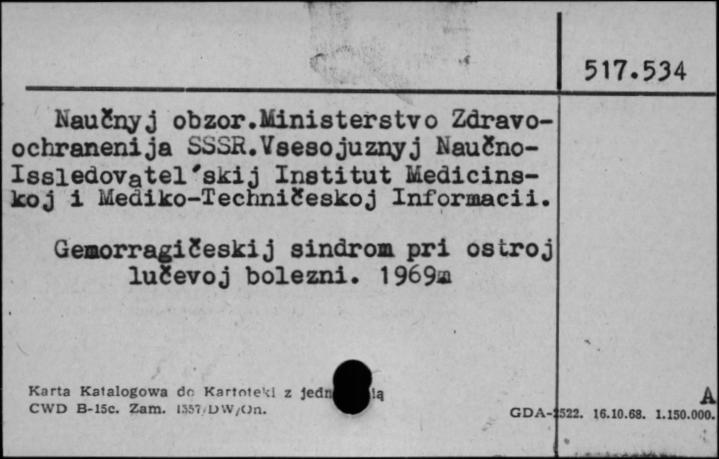 517.534
Naučnyj obzor.Ministerstvo Zdravo-
ochranenija SSSR.Vsesojuznyj Naučno-
Issledovatel'skij Institut Medicins-
koj i Mediko-Techničeskoj Informacii.
Gemorragičeskij sindrom pri ostroj
lučevoj bolezni. 1969
Karta Katalogowa do Kartoteki z
CWD B-15c. Zam. 1557/DW/On.
A
GDA-2522. 16.10.68. 1.150.000.